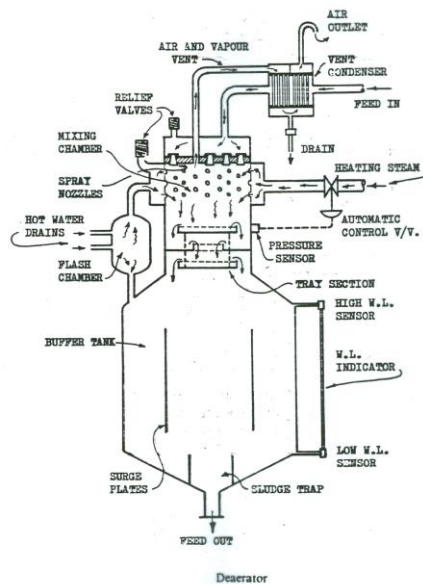 AIR
OUTLET
AIR AND VAPOUR
VENT
VENT
CONDENSER
RELIEF
VALVES
FEED IN
MIXING
CHAMBER
DRAIN
HEATING STEAM
SPRAY
NOZZLES
HOT WATER
DRAINS
AUTOMATIC
CONTROL V/V.
PRESSURE
SENSOR
FLASH
CHAMBER
TRAY SECTION
HIGH W.L.
SENSOR
BUFFER TANK
W.L.
INDICATOR
LOW W.L.
SENSOR
SURGE
PLATES
SLUDGE TRAP
FEED OUT
Deaerator